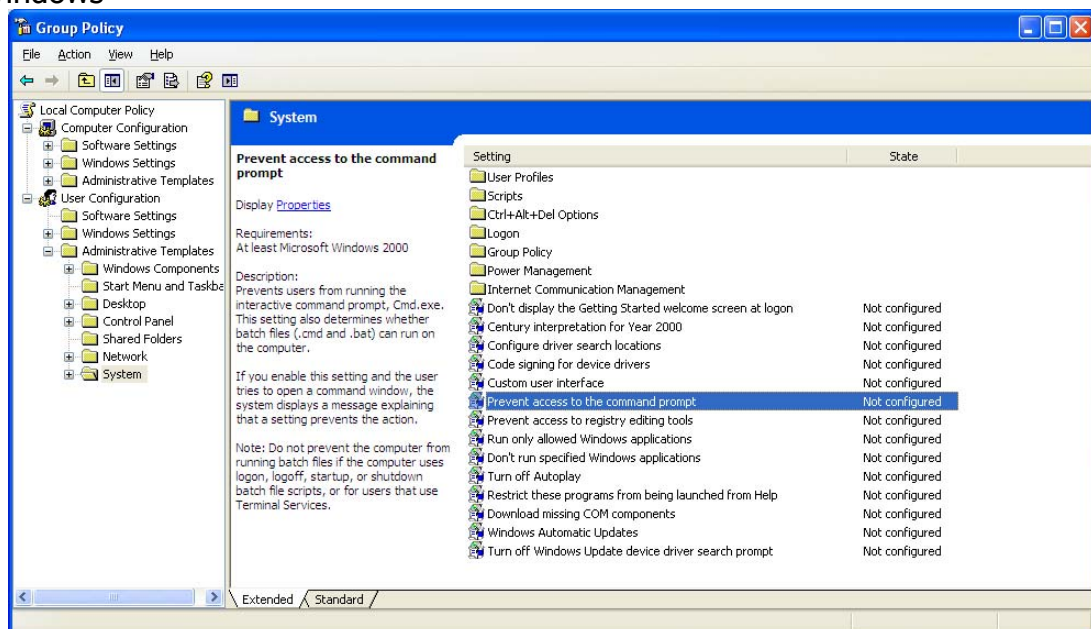 indows
Group Policy
File Action View Help
Local Computer Policy
Computer Configuration
Software Settings
Windows Settings
Administrative Templates
User Configuration
Software Settings
Windows Settings
Administrative Templates
Windows Components
Start Menu and Taskba
Desktop
Control Panel
Shared Folders
Network
System
System
Prevent access to the command
prompt
Display Properties
Requirements:
At least Microsoft Windows 2000
Description:
Prevents users from running the
interactive command prompt, Cmd.exe.
This setting also determines whether
batch files (.cmd and .bat) can run on
the computer.
If you enable this setting and the user
tries to open a command window, the
system displays a message explaining
that a setting prevents the action.
Note: Do not prevent the computer from
running batch files if the computer uses
logon, logoff, startup, or shutdown
batch file scripts, or for users that use
Terminal Services.
Setting State
User Profiles
Scripts
Ctrl+Alt+Del Options
Logon
Group Policy
Power Management
Internet Communication Management
Don't display the Getting Started welcome screen at logon Not configured
Century interpretation for Year 2000 Not configured
Configure driver search locations Not configured
Code signing for device drivers Not configured
Custom user interface Not configured
Prevent access to the command prompt Not configured
Prevent access to registry editing tools Not configured
Run only allowed Windows applications Not configured
Don't run specified Windows applications Not configured
Turn off Autoplay Not configured
Restrict these programs from being launched from Help Not configured
Download missing COM components Not configured
Windows Automatic Updates Not configured
Turn off Windows Update device driver search prompt Not configured
Extended Standard